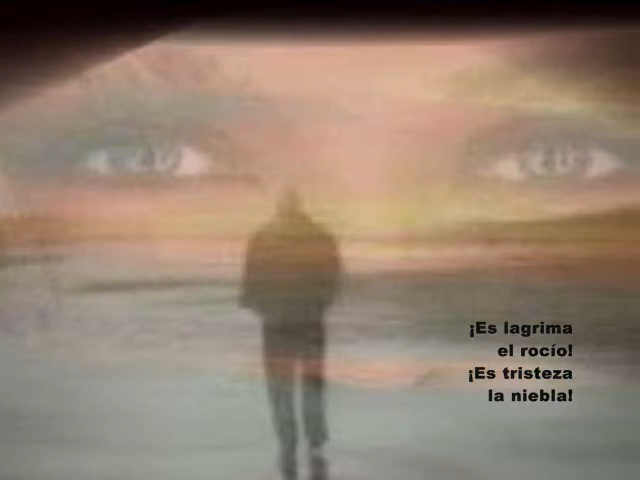 ¡Es lagrima
el rocío!
¡Es tristeza
la niebla!